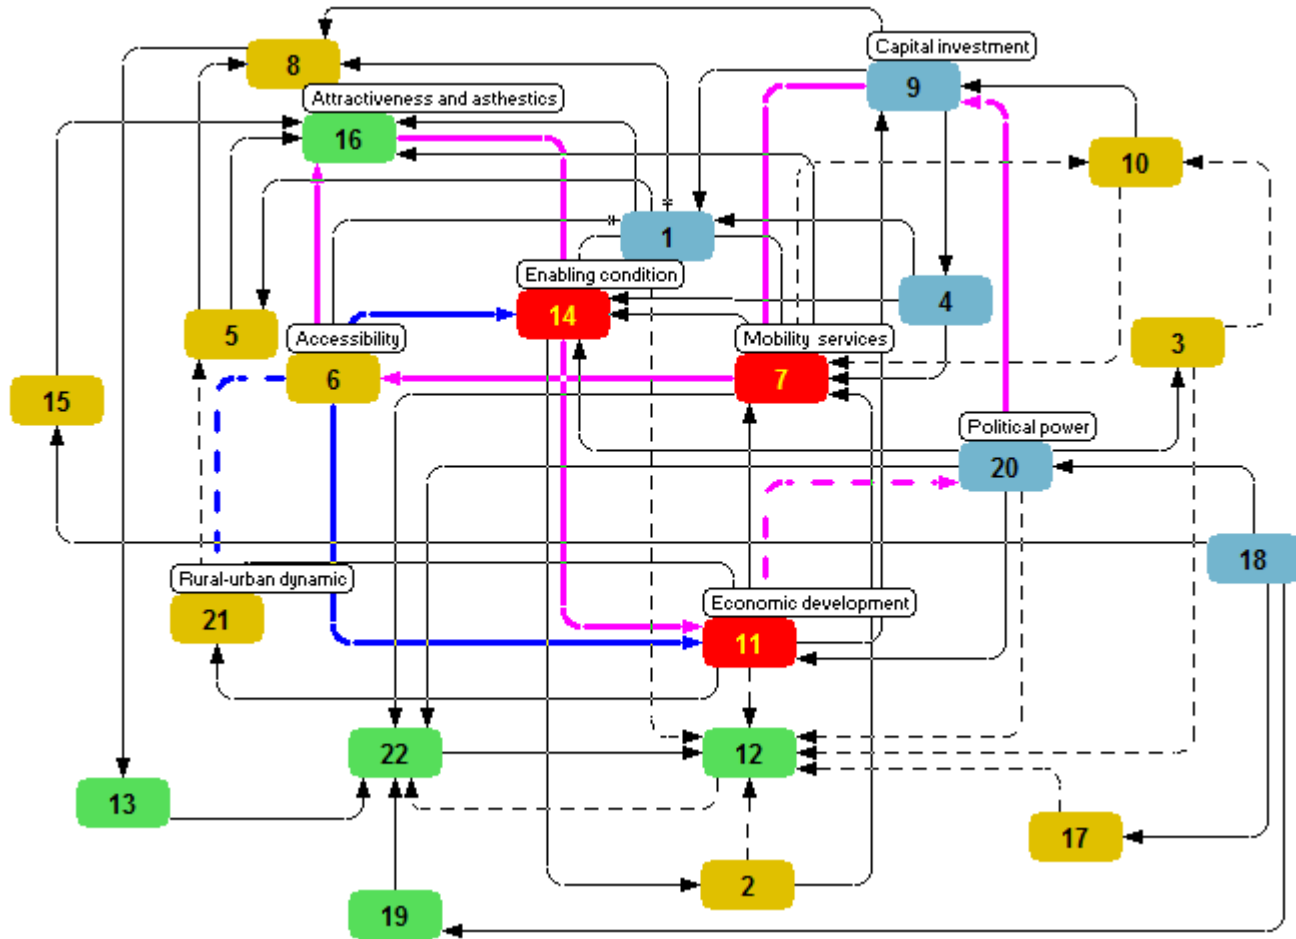 Capital investment
8
9
Attractiveness and asthestics
16
10
1
Enabling condition
4
14
5
Accessibility
Mobility services
3
6
7
15
Political power
20
18
Rural-urban dynamic
21
Economic development
11
22
12
13
17
2
19